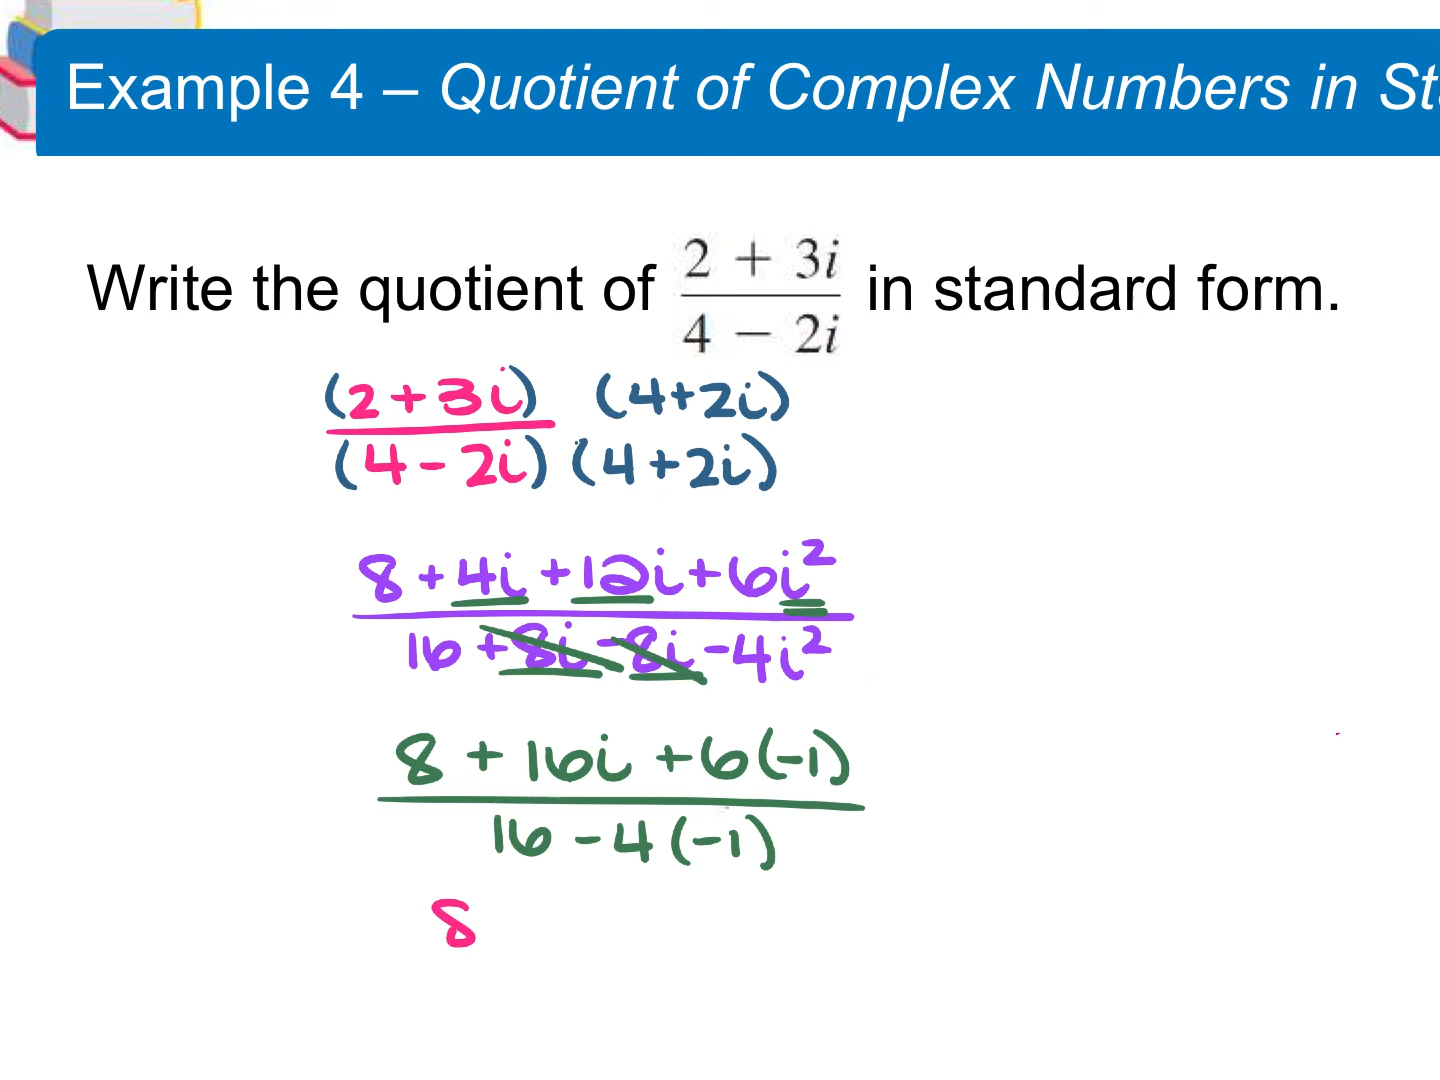 Example 4 – Quotient of Complex Numbers in St
Write the quotient of 2 + 3i / 4 − 2i in standard form.
(2+3i) (4+2i)
(4-2i) (4+2i)
8+4i+12i+6i²
16+8i-8i-4i²
8+16i+6(-1)
16-4(-1)
8